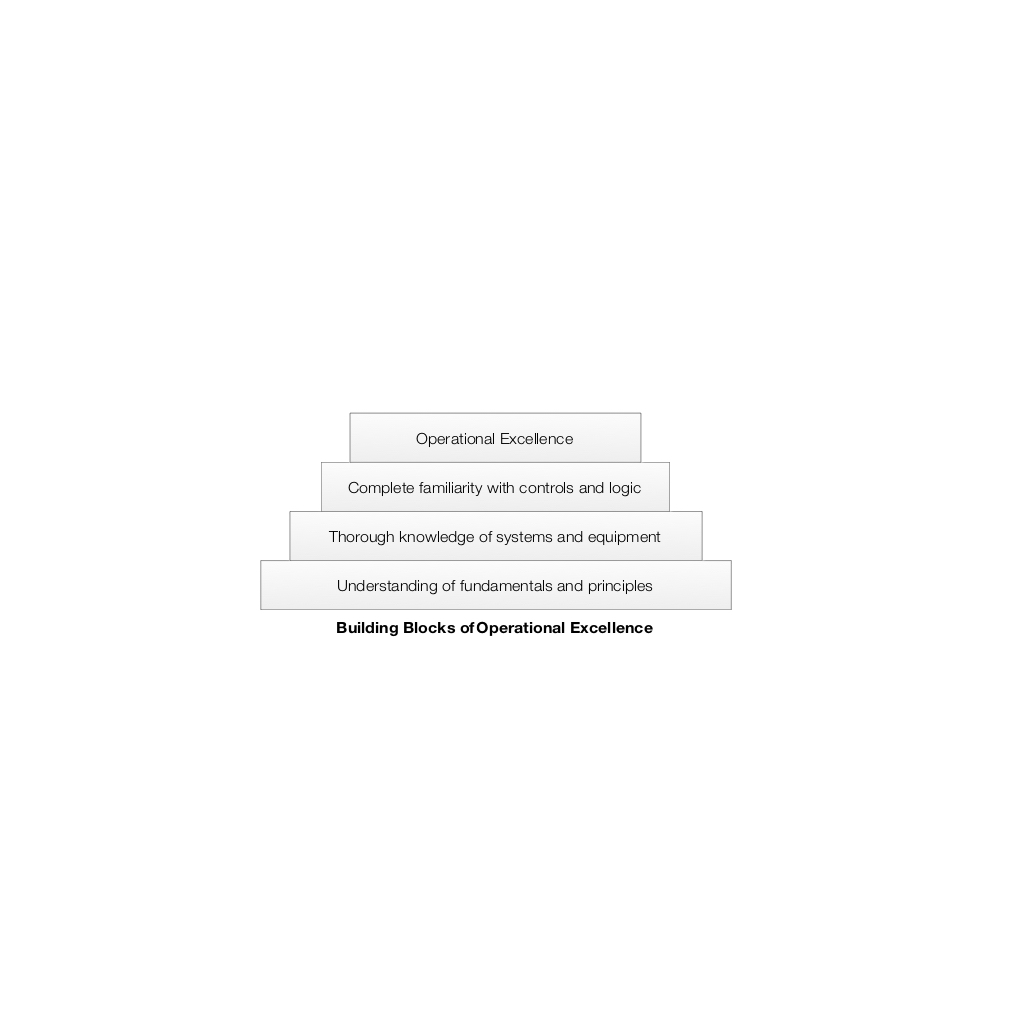 Operational Excellence
Complete familiarity with controls and logic
Thorough knowledge of systems and equipment
Understanding of fundamentals and principles
Building Blocks of Operational Excellence